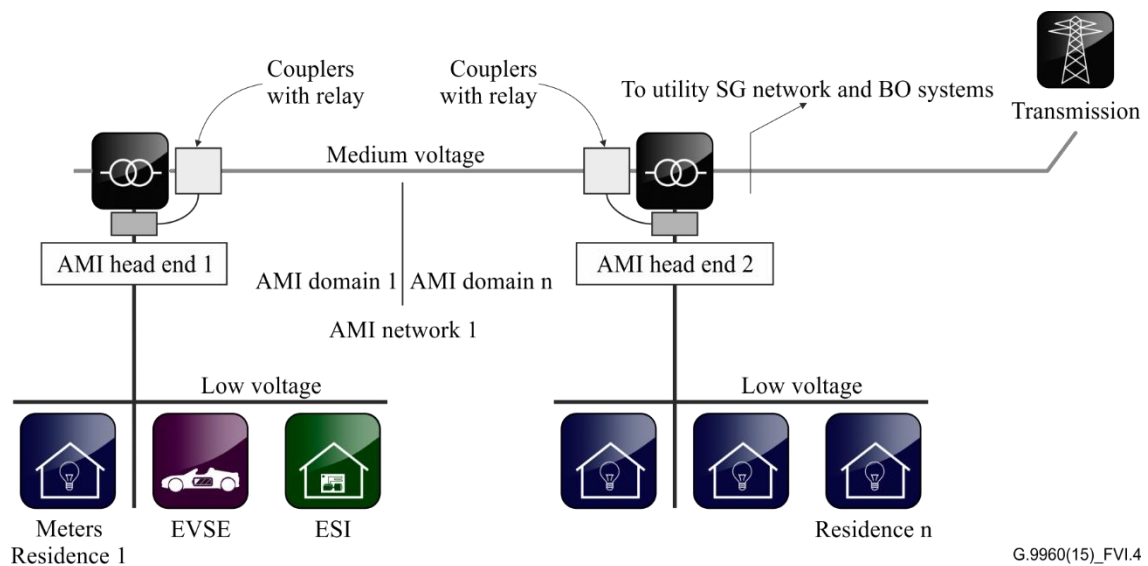 Couplers
with relay
Couplers
with relay
To utility SG network and BO systems
Transmission
Medium voltage
AMI head end 1
AMI head end 2
AMI domain 1
AMI domain n
AMI network 1
Low voltage
Low voltage
Meters
Residence 1
EVSE
ESI
Residence n
G.9960(15)_FVI.4